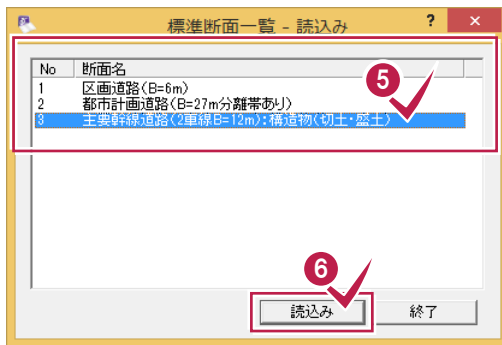 標準断面一覧 - 読込み ? ×
No 断面名
1 区画道路(B=6m)
2 都市計画道路(B=27m分離帯あり)
3 主要幹線道路(2車線B=12m):構造物(切土・盛土)
5
6
読込み 終了